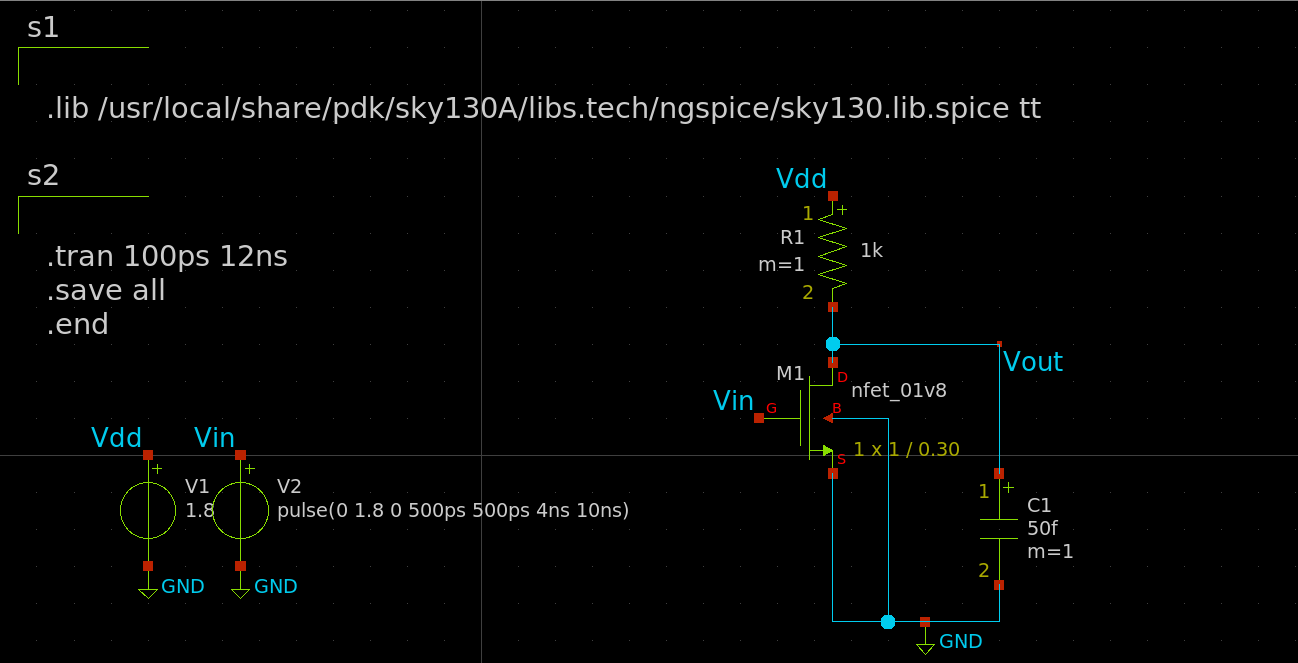 s1
.lib /usr/local/share/pdk/sky130A/libs.tech/ngspice/sky130.lib.spice tt
s2
.tran 100ps 12ns
.save all
.end
Vdd
1
+
R1
1k
m=1
2
Vout
M1
D
nfet_01v8
Vin
G
B
1 x 1 / 0.30
S
Vdd
Vin
+
+
V1
1.8
V2
pulse(0 1.8 0 500ps 500ps 4ns 10ns)
GND
GND
1
+
C1
50f
m=1
2
GND